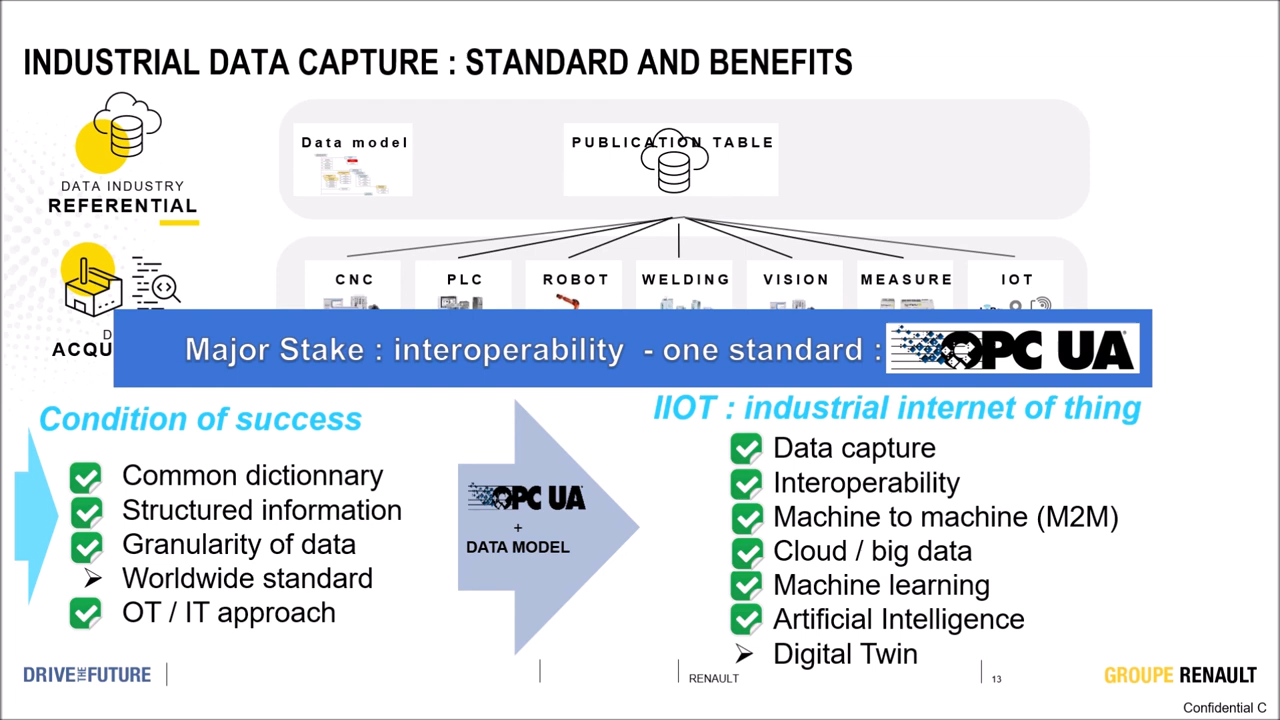 INDUSTRIAL DATA CAPTURE : STANDARD AND BENEFITS
DATA INDUSTRY
REFERENTIAL
Data model
PUBLICATION TABLE
CNC
PLC
ROBOT
WELDING
VISION
MEASURE
IOT
D
ACQU
Major Stake : interoperability - one standard : OPC UA
Condition of success
Common dictionnary
Structured information
Granularity of data
Worldwide standard
OT / IT approach
OPC UA
+
DATA MODEL
IIOT : industrial internet of thing
Data capture
Interoperability
Machine to machine (M2M)
Cloud / big data
Machine learning
Artificial Intelligence
Digital Twin
DRIVE THE FUTURE
RENAULT
13
GROUPE RENAULT
Confidential C